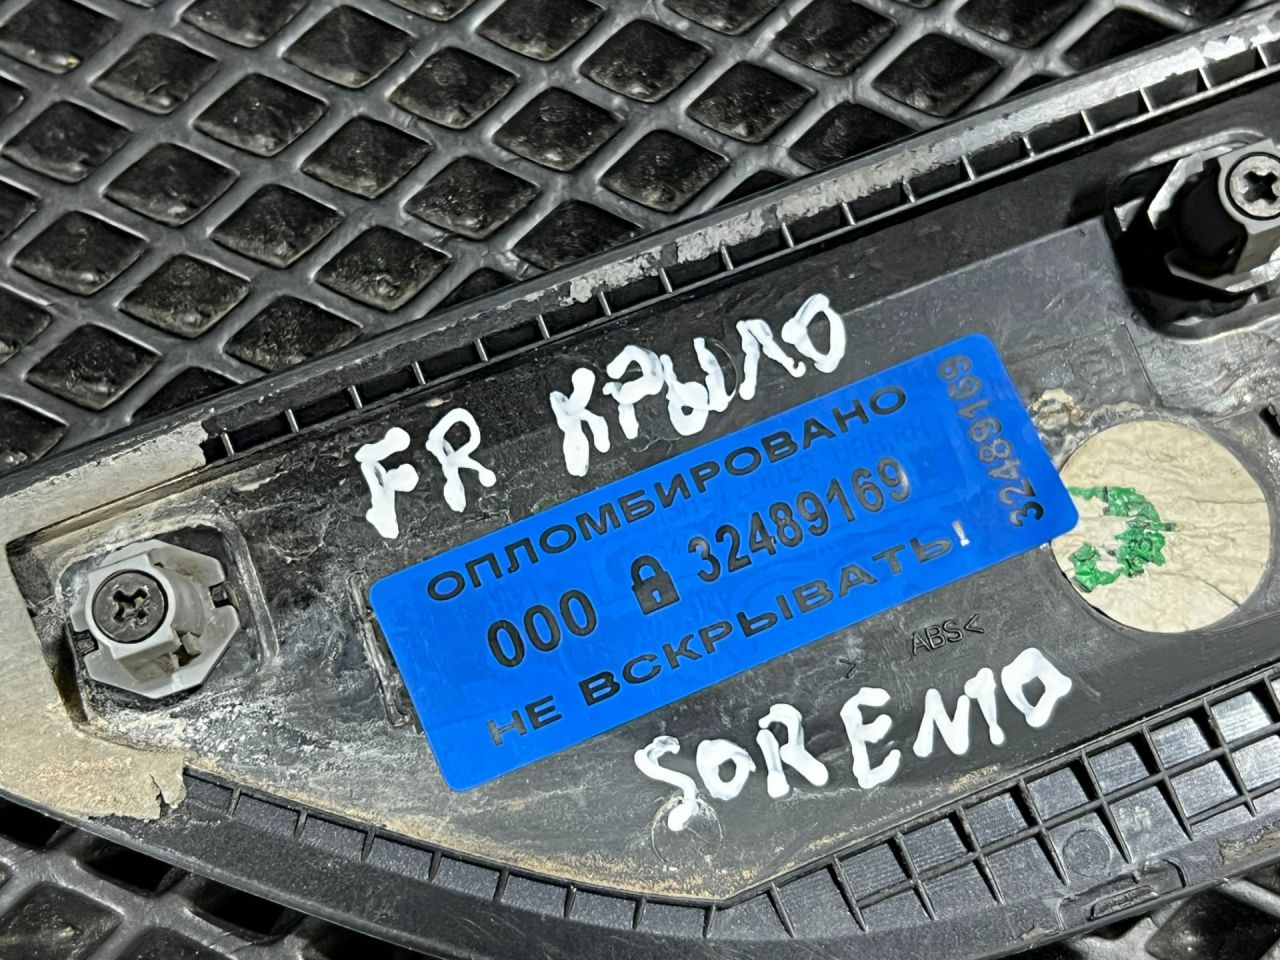 FR КРЫЛО
ОПЛОМБИРОВАНО
32489169
000 32489169
НЕ ВСКРЫВАТЬ!
>ABS<
SORENTO